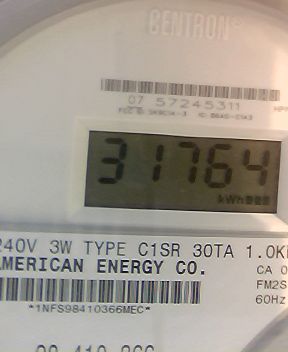 CENTRON®
07 57245311
31764
kWh
240V 3W TYPE C1SR 30TA 1.0K
AMERICAN ENERGY CO.
CA 0
FM2S
*1NFS98410366MEC*
60Hz